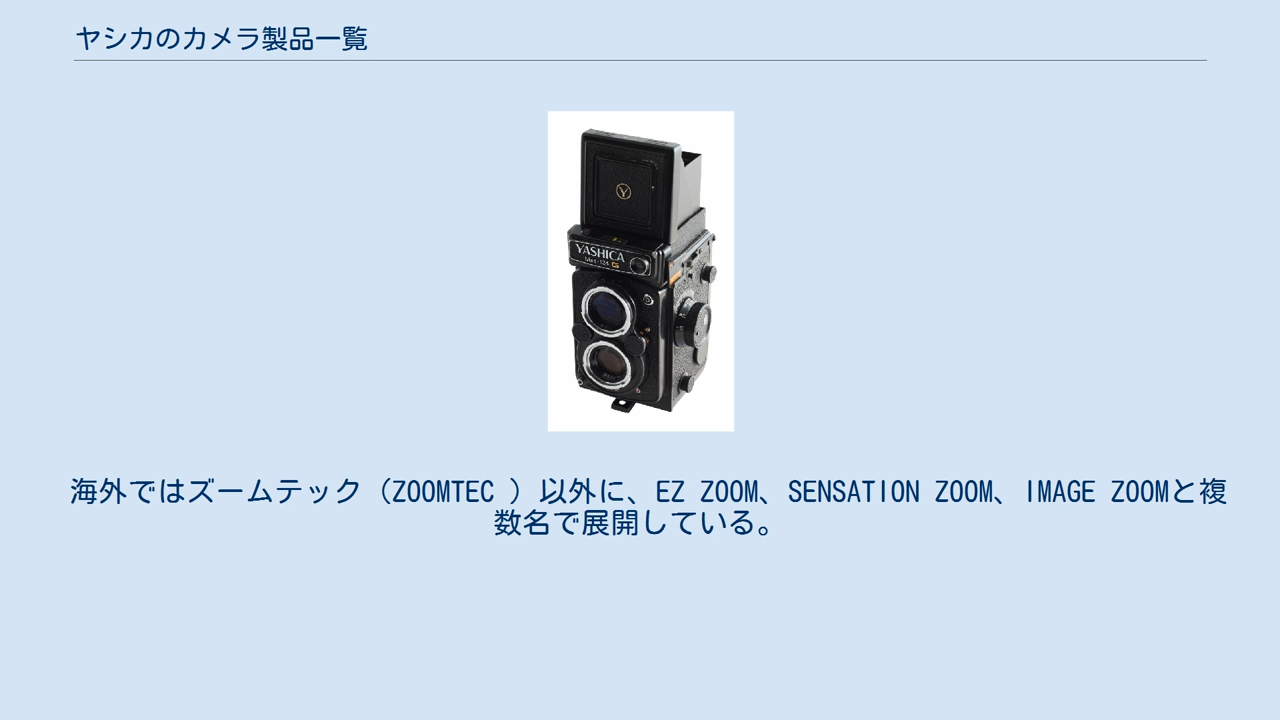 ヤシカのカメラ製品一覧
Y
YASHICA
Mat-124 G
海外ではズームテック（ZOOMTEC ）以外に、EZ ZOOM、SENSATION ZOOM、IMAGE ZOOMと複
数名で展開している。